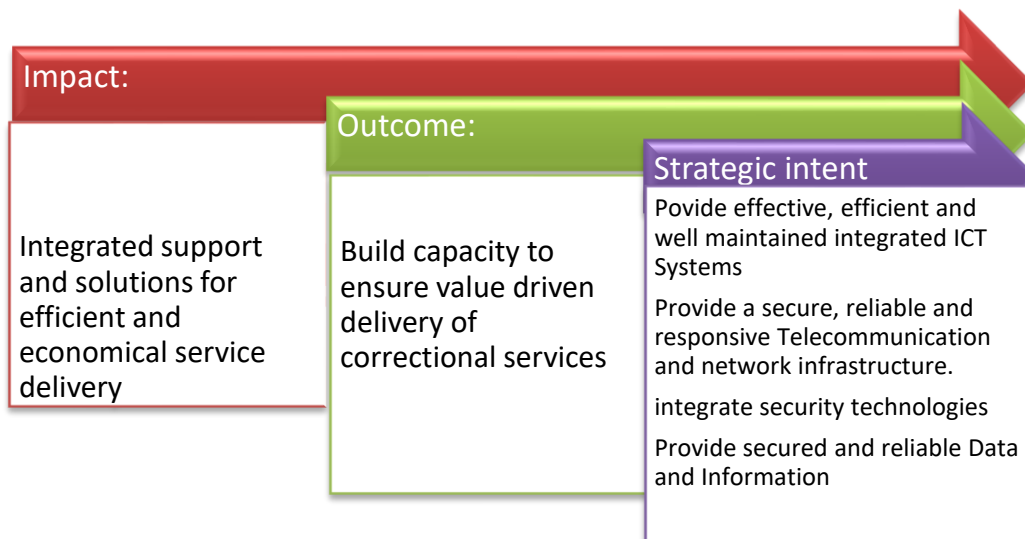 Impact:
Integrated support
and solutions for
efficient and
economical service
delivery
Outcome:
Build capacity to
ensure value driven
delivery of
correctional services
Strategic intent
Povide effective, efficient and
well maintained integrated ICT
Systems
Provide a secure, reliable and
responsive Telecommunication
and network infrastructure.
integrate security technologies
Provide secured and reliable Data
and Information